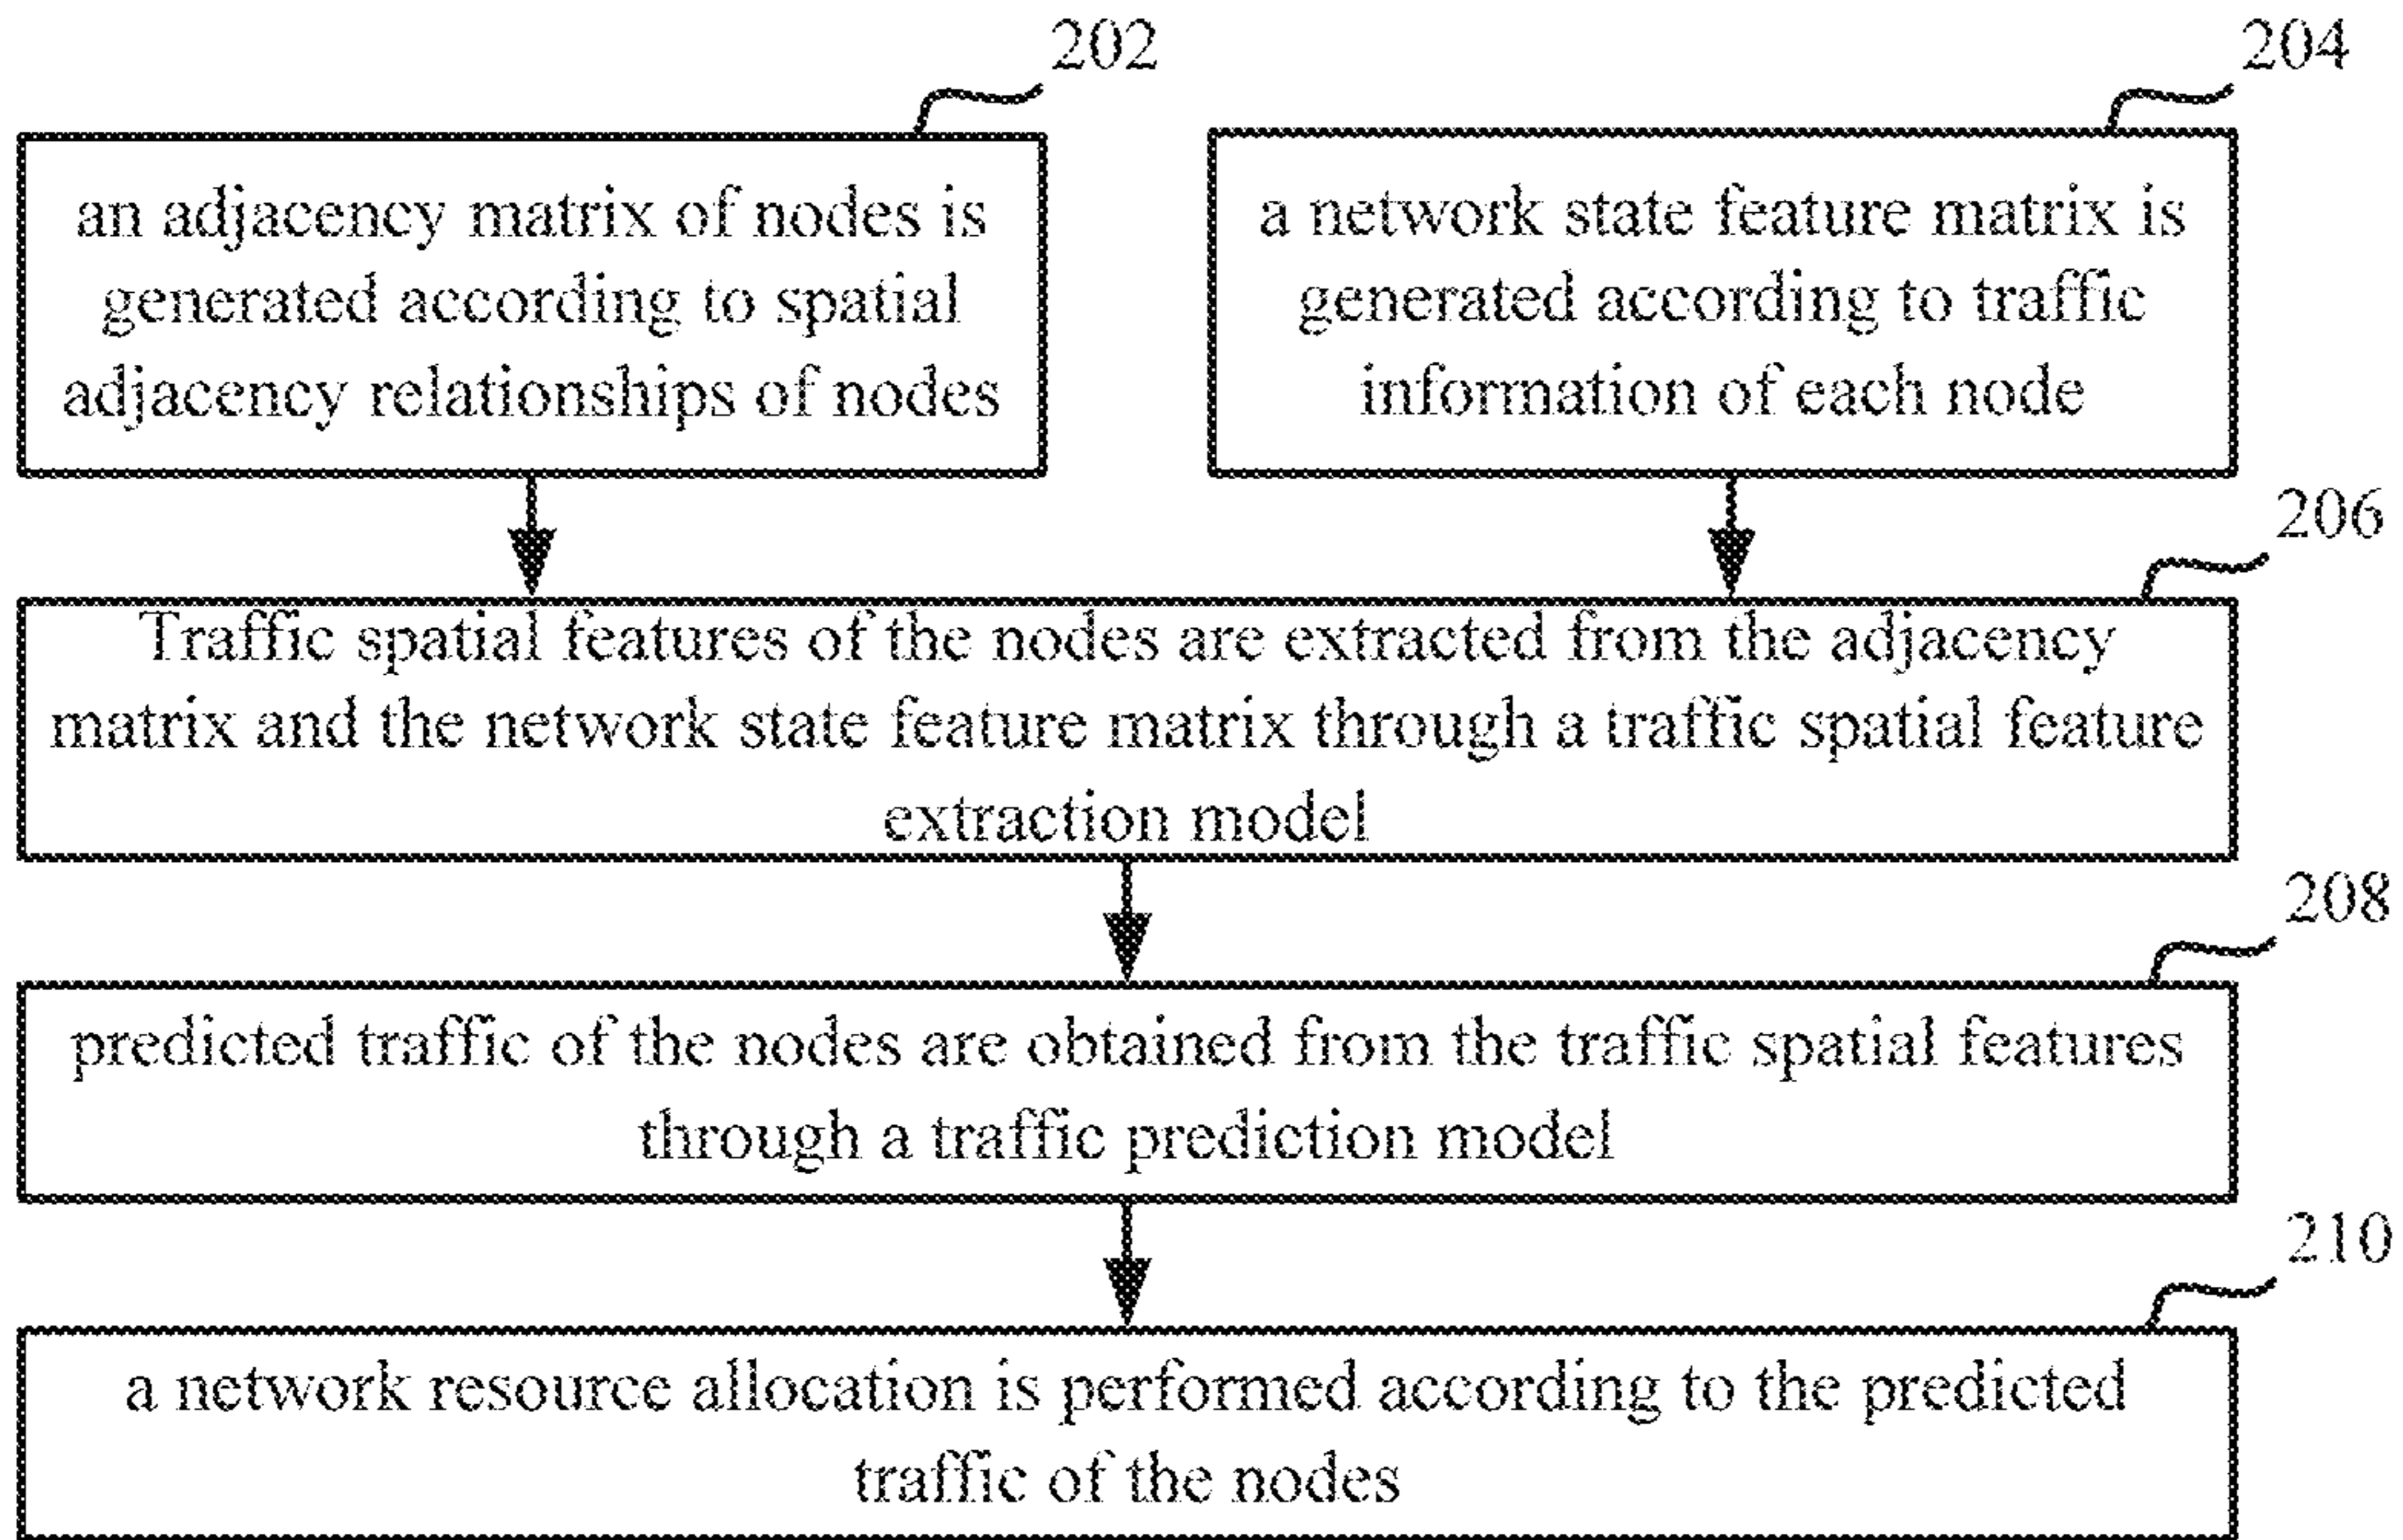 202
an adjacency matrix of nodes is
generated according to spatial
adjacency relationships of nodes
204
a network state feature matrix is
generated according to traffic
information of each node
206
Traffic spatial features of the nodes are extracted from the adjacency
matrix and the network state feature matrix through a traffic spatial feature
extraction model
208
predicted traffic of the nodes are obtained from the traffic spatial features
through a traffic prediction model
210
a network resource allocation is performed according to the predicted
traffic of the nodes